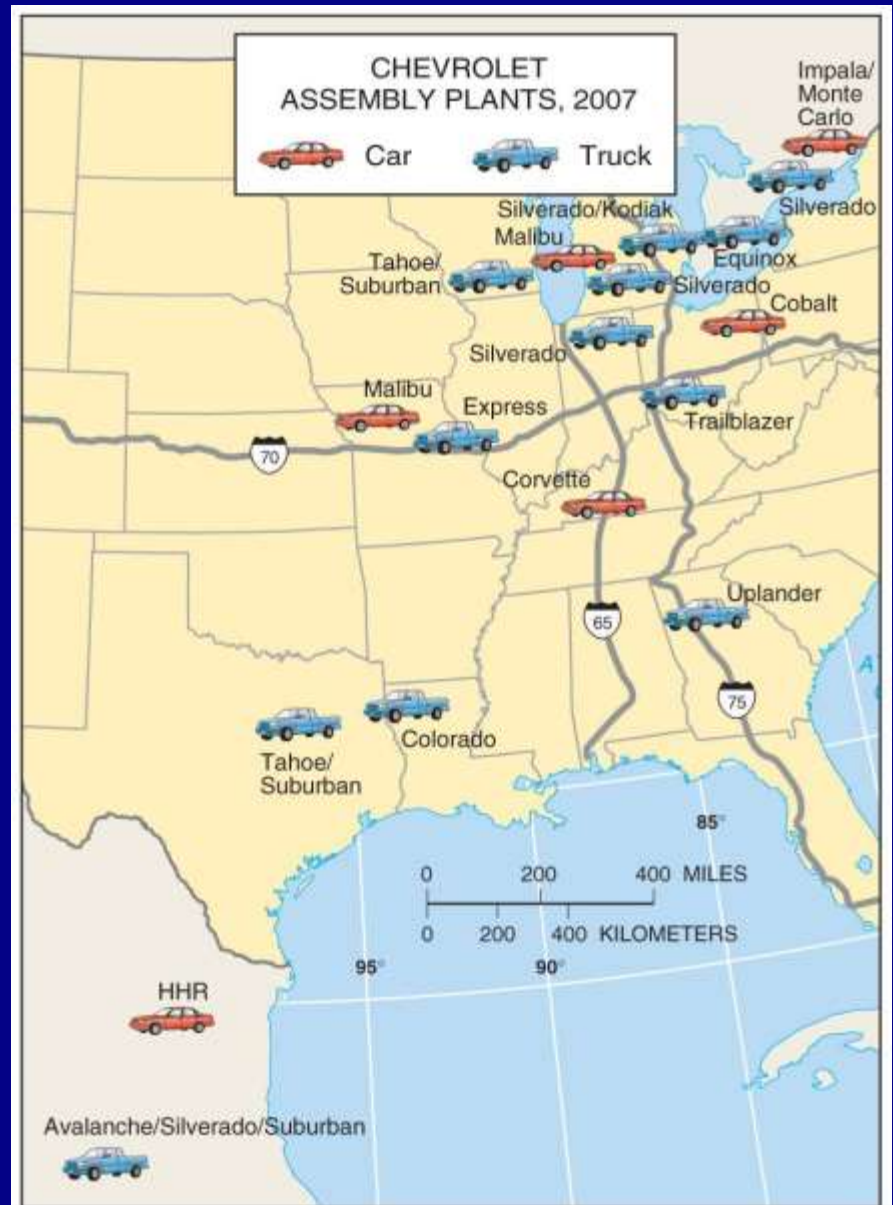 CHEVROLET
ASSEMBLY PLANTS, 2007
Car
Truck
Impala/
Monte
Carlo
Silverado
Silverado/Kodiak
Malibu
Equinox
Tahoe/
Suburban
Silverado
Cobalt
Silverado
Malibu
Express
Trailblazer
70
Corvette
Uplander
65
75
A
Colorado
Tahoe/
Suburban
85°
0 200 400 MILES
0 200 400 KILOMETERS
95°
90°
HHR
Avalanche/Silverado/Suburban